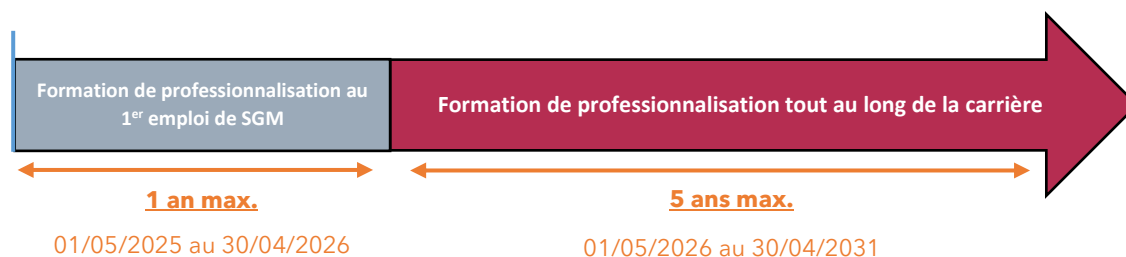 Formation de professionnalisation au
1er emploi de SGM
Formation de professionnalisation tout au long de la carrière
1 an max.
5 ans max.
01/05/2025 au 30/04/2026
01/05/2026 au 30/04/2031